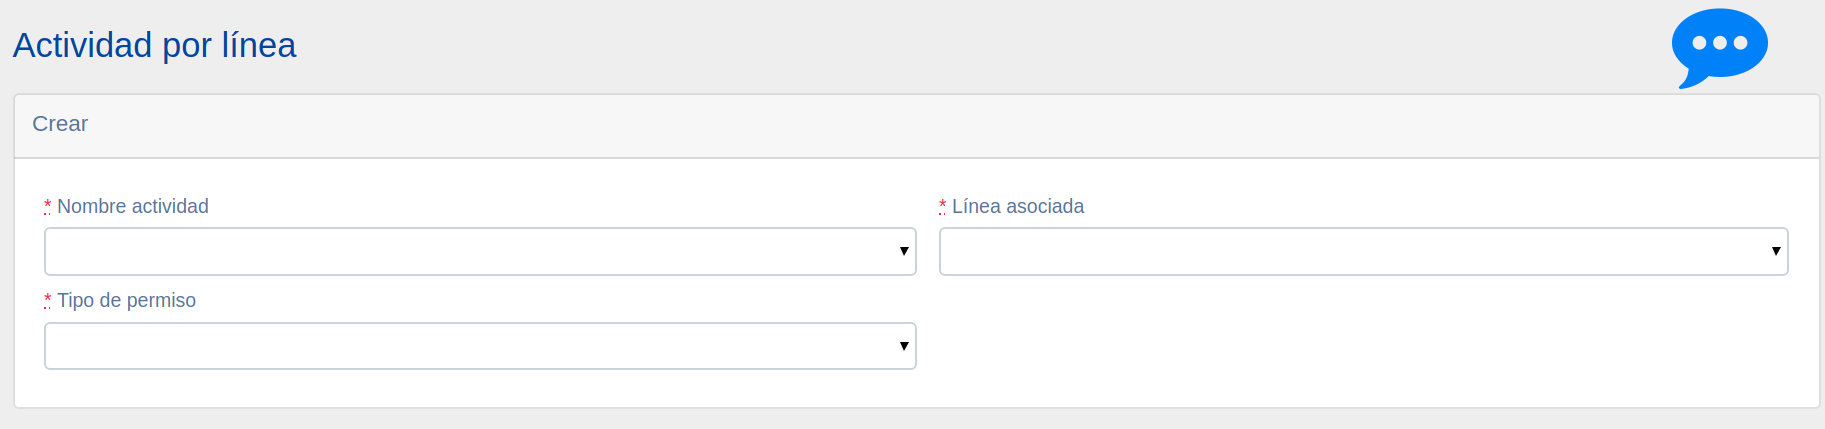 Actividad por línea
Crear
* Nombre actividad
* Línea asociada
* Tipo de permiso